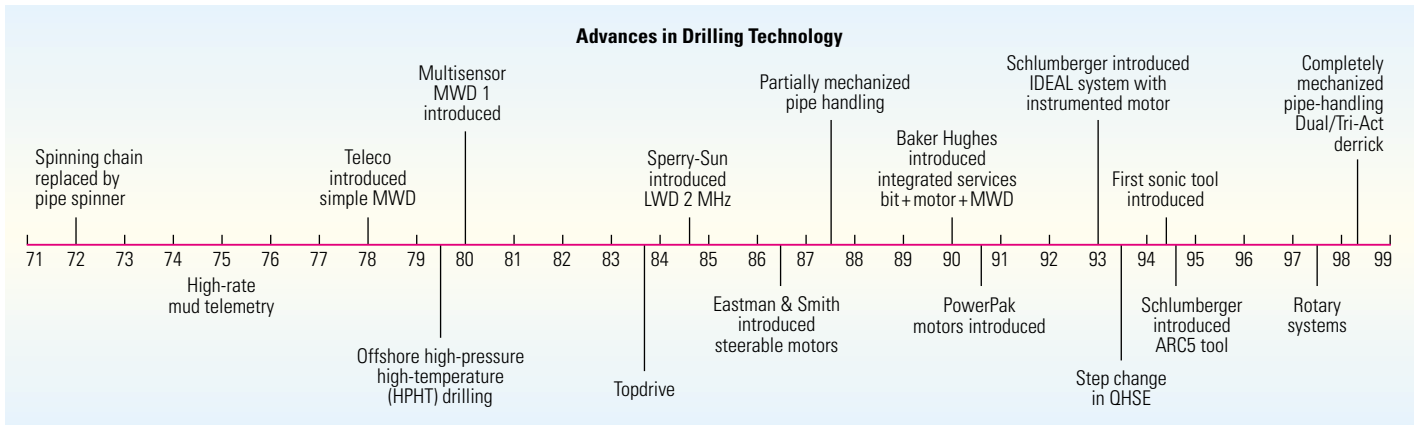 Advances in Drilling Technology
Spinning chain
replaced by
pipe spinner
Teleco
introduced
simple MWD
Multisensor
MWD 1
introduced
Sperry-Sun
introduced
LWD 2 MHz
Partially mechanized
pipe handling
Baker Hughes
introduced
integrated services
bit+motor+MWD
Schlumberger introduced
IDEAL system with
instrumented motor
First sonic tool
introduced
Completely
mechanized
pipe-handling
Dual/Tri-Act
derrick
71 72 73 74 75 76 77 78 79 80 81 82 83 84 85 86 87 88 89 90 91 92 93 94 95 96 97 98 99
High-rate
mud telemetry
Offshore high-pressure
high-temperature
(HPHT) drilling
Topdrive
Eastman & Smith
introduced
steerable motors
PowerPak
motors introduced
Step change
in QHSE
Schlumberger
introduced
ARC5 tool
Rotary
systems